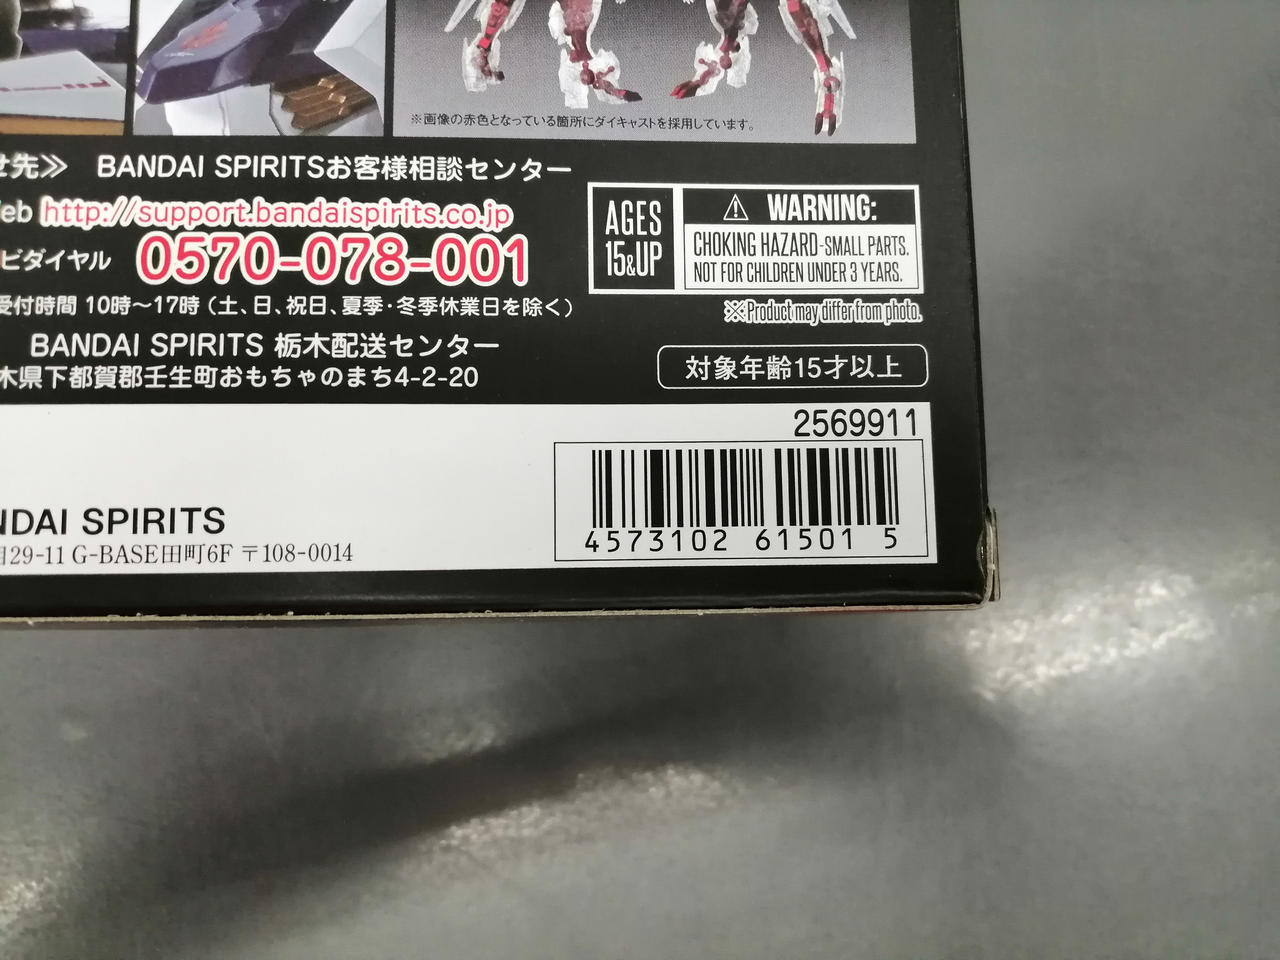 ※画像の赤色となっている箇所にダイキャストを採用しています。
せ先≫ BANDAI SPIRITSお客様相談センター
Web http://support.bandaispirits.co.jp
ビダイヤル 0570-078-001
受付時間 10時～17時（土、日、祝日、夏季・冬季休業日を除く）
BANDAI SPIRITS 栃木配送センター
木県下都賀郡壬生町おもちゃのまち4-2-20
AGES
15&UP
⚠ WARNING:
CHOKING HAZARD-SMALL PARTS.
NOT FOR CHILDREN UNDER 3 YEARS.
※Product may differ from photo.
対象年齢15才以上
2569911
4573102 61501 5
NDAI SPIRITS
29-11 G-BASE田町6F 〒108-0014